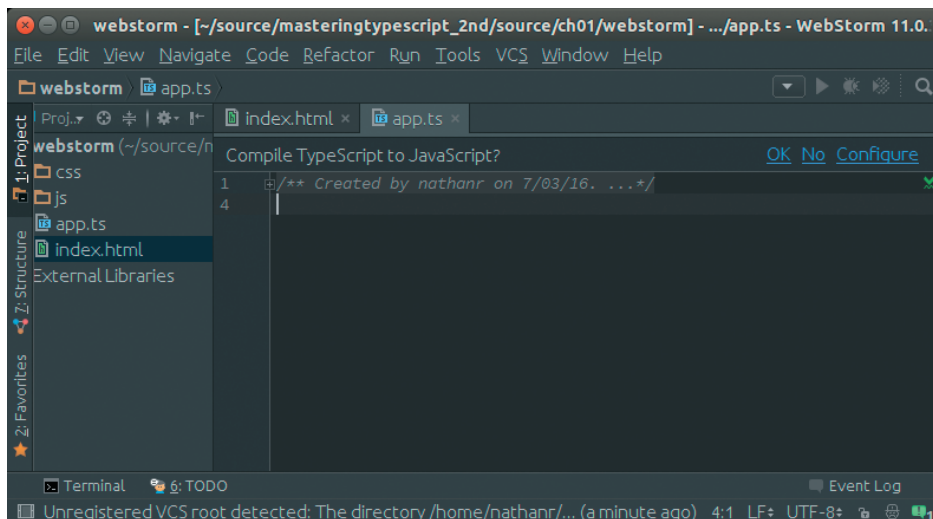 webstorm - [~/source/masteringtypescript_2nd/source/ch01/webstorm] - .../app.ts - WebStorm 11.0.
File Edit View Navigate Code Refactor Run Tools VCS Window Help
webstorm app.ts
1: Project
7: Structure
2: Favorites
Proj..
webstorm (~/source/n
css
js
app.ts
index.html
External Libraries
index.html × app.ts ×
Compile TypeScript to JavaScript? OK No Configure
1 /** Created by nathanr on 7/03/16. ...*/
4
Terminal 6: TODO Event Log
Unregistered VCS root detected: The directory /home/nathanr/... (a minute ago) 4:1 LF÷ UTF-8÷ 1